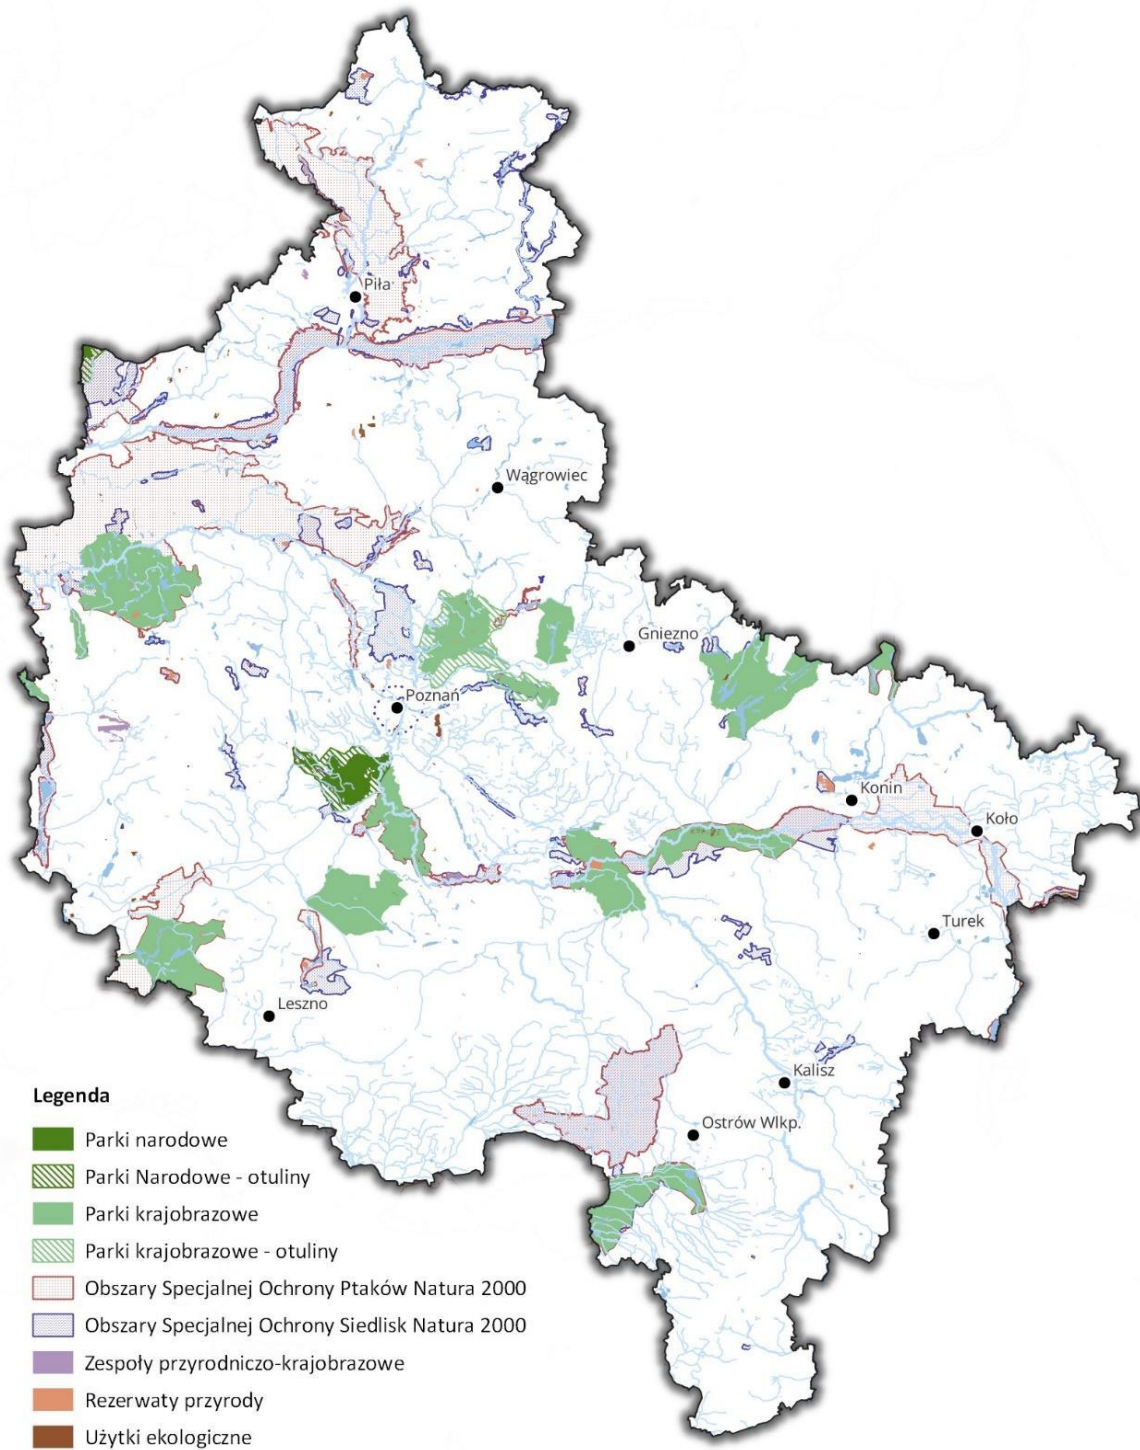 Piła
Wągrowiec
Gniezno
Poznań
Konin
Koło
Turek
Leszno
Kalisz
Ostrów Wlkp.
Legenda
Parki narodowe
Parki Narodowe - otuliny
Parki krajobrazowe
Parki krajobrazowe - otuliny
Obszary Specjalnej Ochrony Ptaków Natura 2000
Obszary Specjalnej Ochrony Siedlisk Natura 2000
Zespoły przyrodniczo-krajobrazowe
Rezerwaty przyrody
Użytki ekologiczne